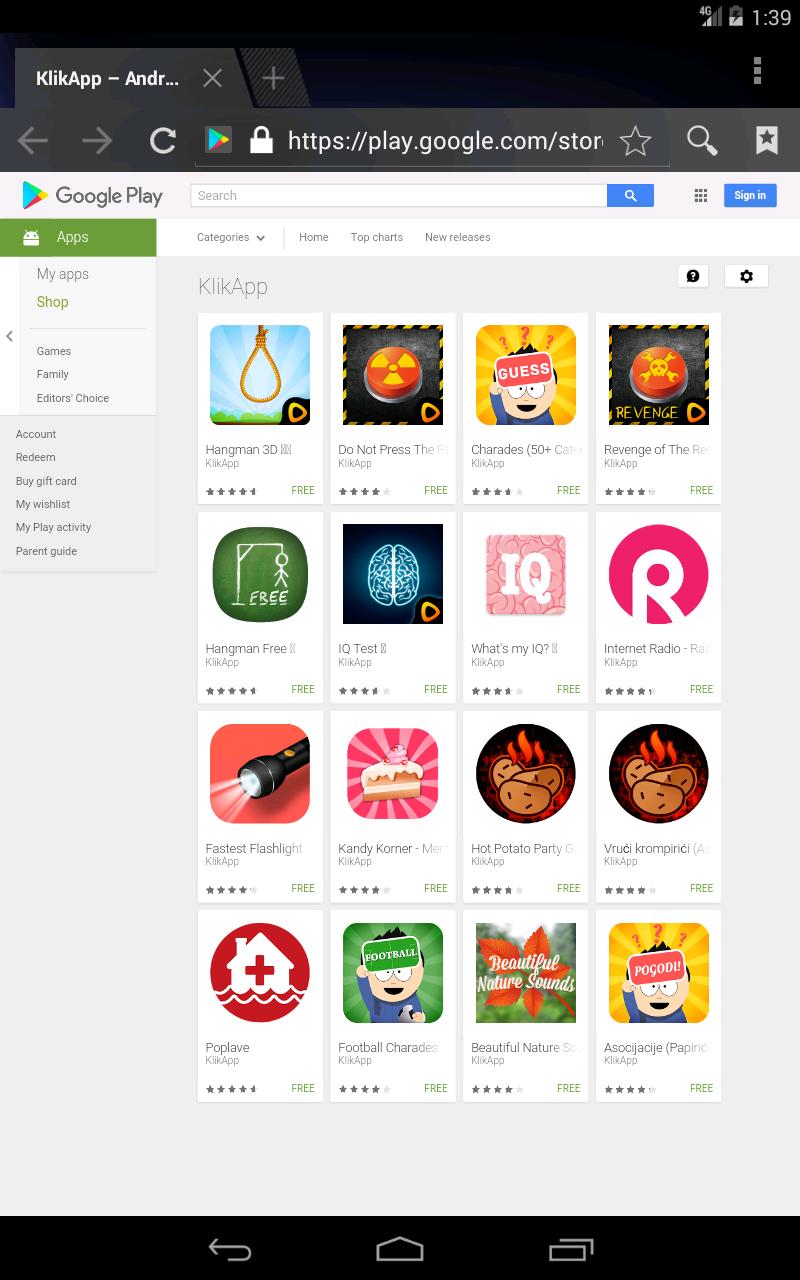 4G 1:39
KlikApp – Andr...
https://play.google.com/stor
Google Play
Search
Sign in
Apps
Categories
Home
Top charts
New releases
My apps
Shop
Games
Family
Editors' Choice
Account
Redeem
Buy gift card
My wishlist
My Play activity
Parent guide
KlikApp
GUESS
REVENGE
Hangman 3D
KlikApp
FREE
Do Not Press The R
KlikApp
FREE
Charades (50+ Cate
KlikApp
FREE
Revenge of The Re
KlikApp
FREE
FREE
IQ
Hangman Free
KlikApp
FREE
IQ Test
KlikApp
FREE
What's my IQ?
KlikApp
FREE
Internet Radio - Rad
KlikApp
FREE
Fastest Flashlight
KlikApp
FREE
Kandy Korner - Mem
KlikApp
FREE
Hot Potato Party Ga
KlikApp
FREE
Vrući krompirići (As
KlikApp
FREE
FOOTBALL
Beautiful
Nature Sounds
POGODI!
Poplave
KlikApp
FREE
Football Charades
KlikApp
FREE
Beautiful Nature So
KlikApp
FREE
Asocijacije (Papirići
KlikApp
FREE